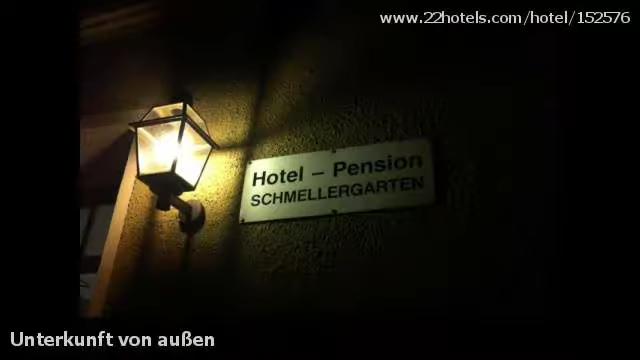 www.22hotels.com/hotel/152576
Hotel – Pension
SCHMELLERGARTEN
Unterkunft von außen